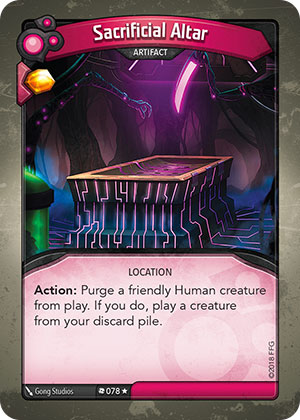 Sacrificial Altar
ARTIFACT
LOCATION
Action: Purge a friendly Human creature
from play. If you do, play a creature
from your discard pile.
Gong Studios
078 ★
©2018 FFG